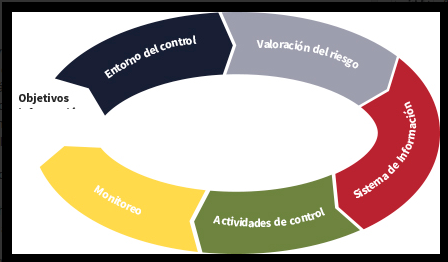 Entorno del control
Valoración del riesgo
Objetivos
Sistema de Información
Monitoreo
Actividades de control